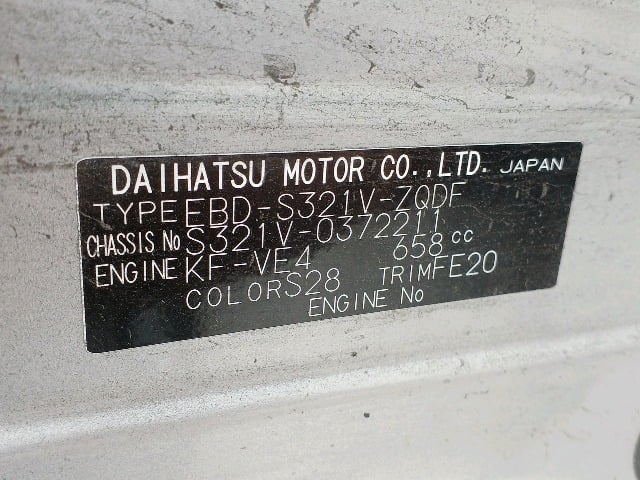 DAIHATSU MOTOR CO.,LTD. JAPAN
TYPE EBD-S321V-ZQDF
CHASSIS No S321V-0372211
ENGINE KF-VE4 658 cc
COLOR S28 TRIM FE20
ENGINE No